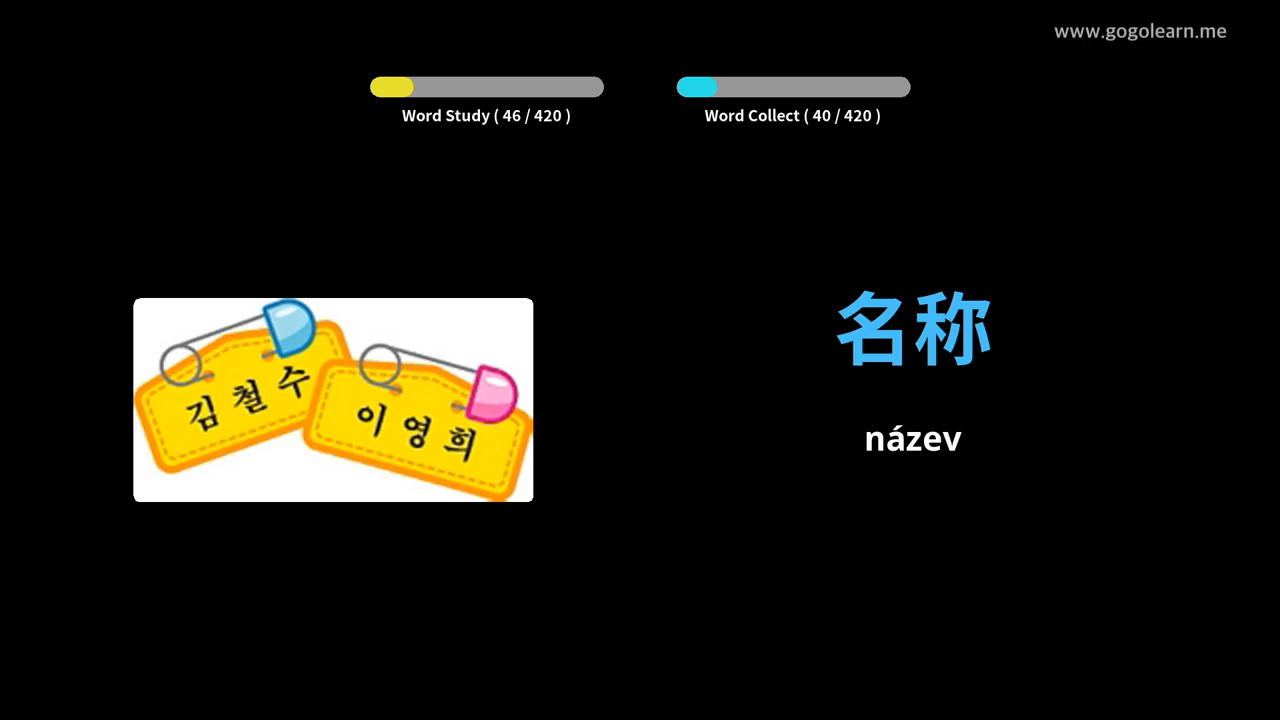 www.gogolearn.me
Word Study ( 46 / 420 )
Word Collect ( 40 / 420 )
김철수
이영희
名称
název